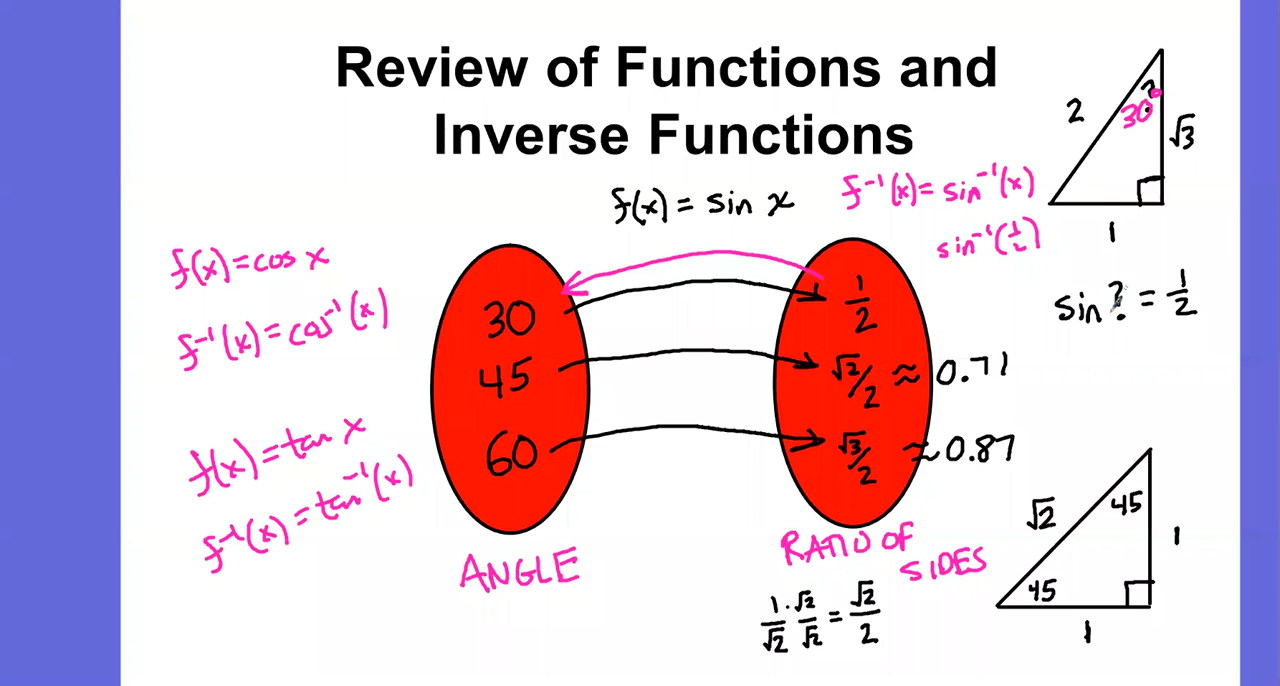 Review of Functions and
Inverse Functions
f(x) = sin x
f⁻¹(x) = sin⁻¹(x)
sin⁻¹(1/2)
2
?
30°
√3
1
sin ? = 1/2
f(x) = cos x
f⁻¹(x) = cos⁻¹(x)
f(x) = tan x
f⁻¹(x) = tan⁻¹(x)
30
45
60
1/2
√2/2 ≈ 0.71
√3/2 ≈ 0.87
ANGLE
RATIO OF
SIDES
1/√2 · √2/√2 = √2/2
√2
45
1
45
1